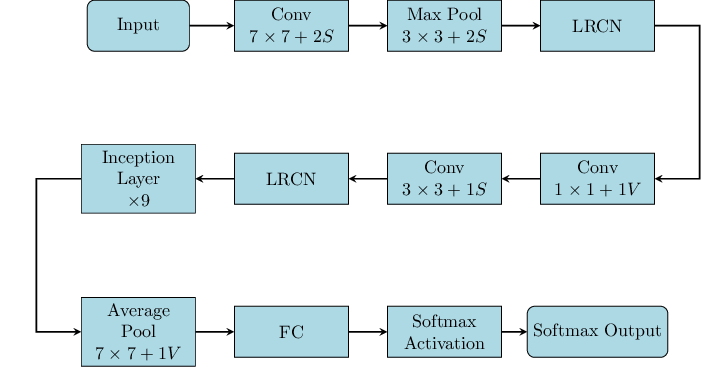 Input
Conv
7 × 7 + 2S
Max Pool
3 × 3 + 2S
LRCN
Inception
Layer
×9
LRCN
Conv
3 × 3 + 1S
Conv
1 × 1 + 1V
Average
Pool
7 × 7 + 1V
FC
Softmax
Activation
Softmax Output